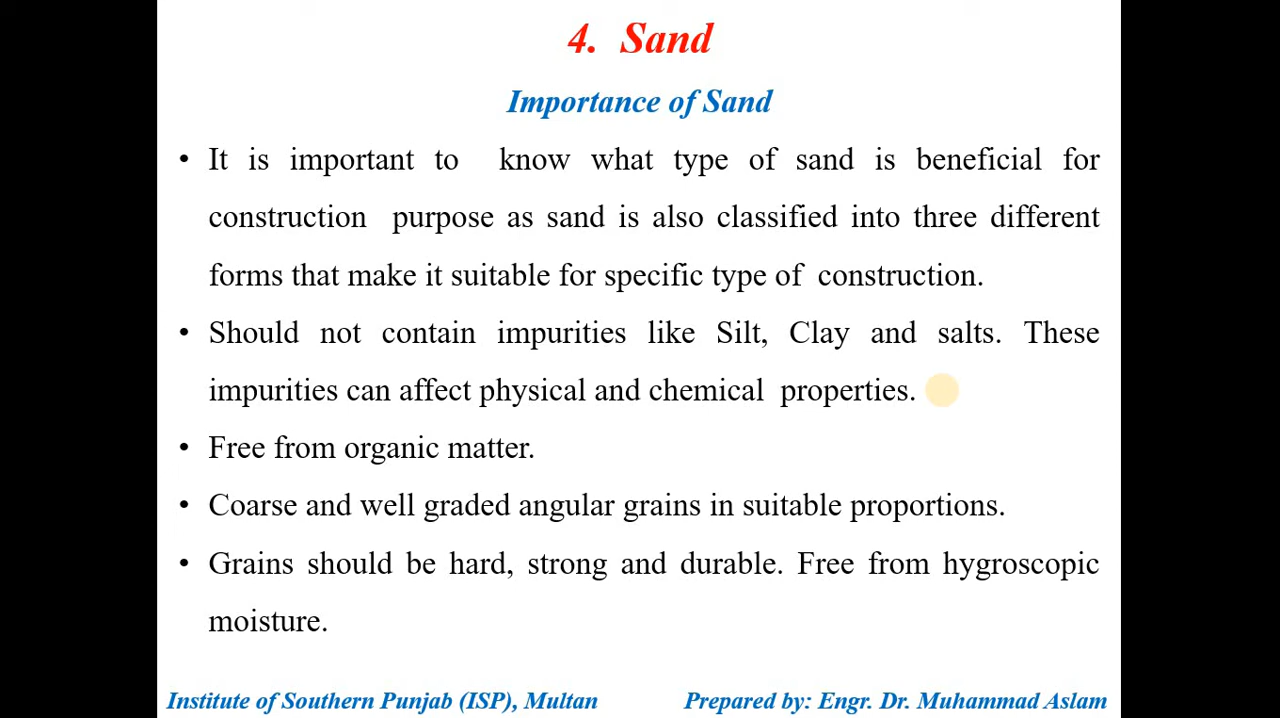 4. Sand
Importance of Sand
• It is important to know what type of sand is beneficial for
construction purpose as sand is also classified into three different
forms that make it suitable for specific type of construction.
• Should not contain impurities like Silt, Clay and salts. These
impurities can affect physical and chemical properties.
• Free from organic matter.
• Coarse and well graded angular grains in suitable proportions.
• Grains should be hard, strong and durable. Free from hygroscopic
moisture.
Institute of Southern Punjab (ISP), Multan Prepared by: Engr. Dr. Muhammad Aslam